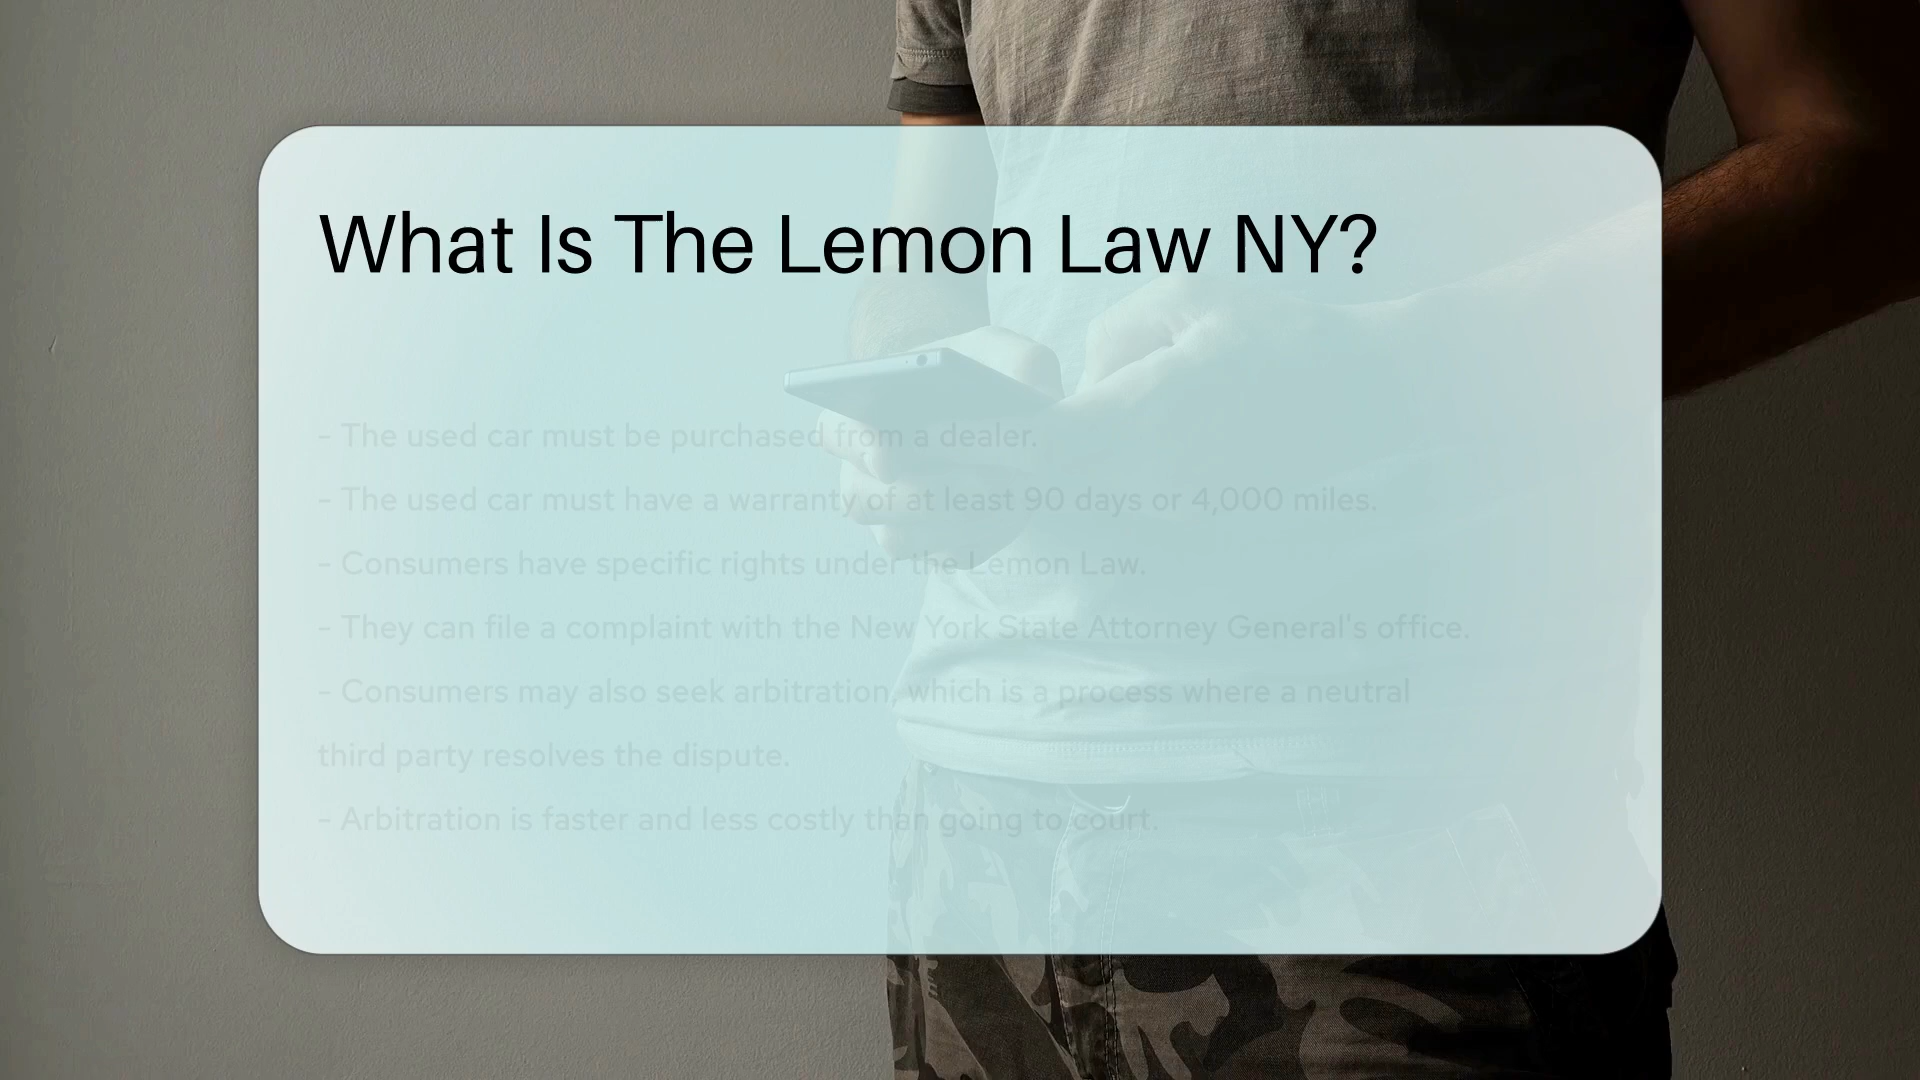 What Is The Lemon Law NY?
- The used car must be purchased from a dealer.
- The used car must have a warranty of at least 90 days or 4,000 miles.
- Consumers have specific rights under the Lemon Law.
- They can file a complaint with the New York State Attorney General's office.
- Consumers may also seek arbitration, which is a process where a neutral
third party resolves the dispute.
- Arbitration is faster and less costly than going to court.